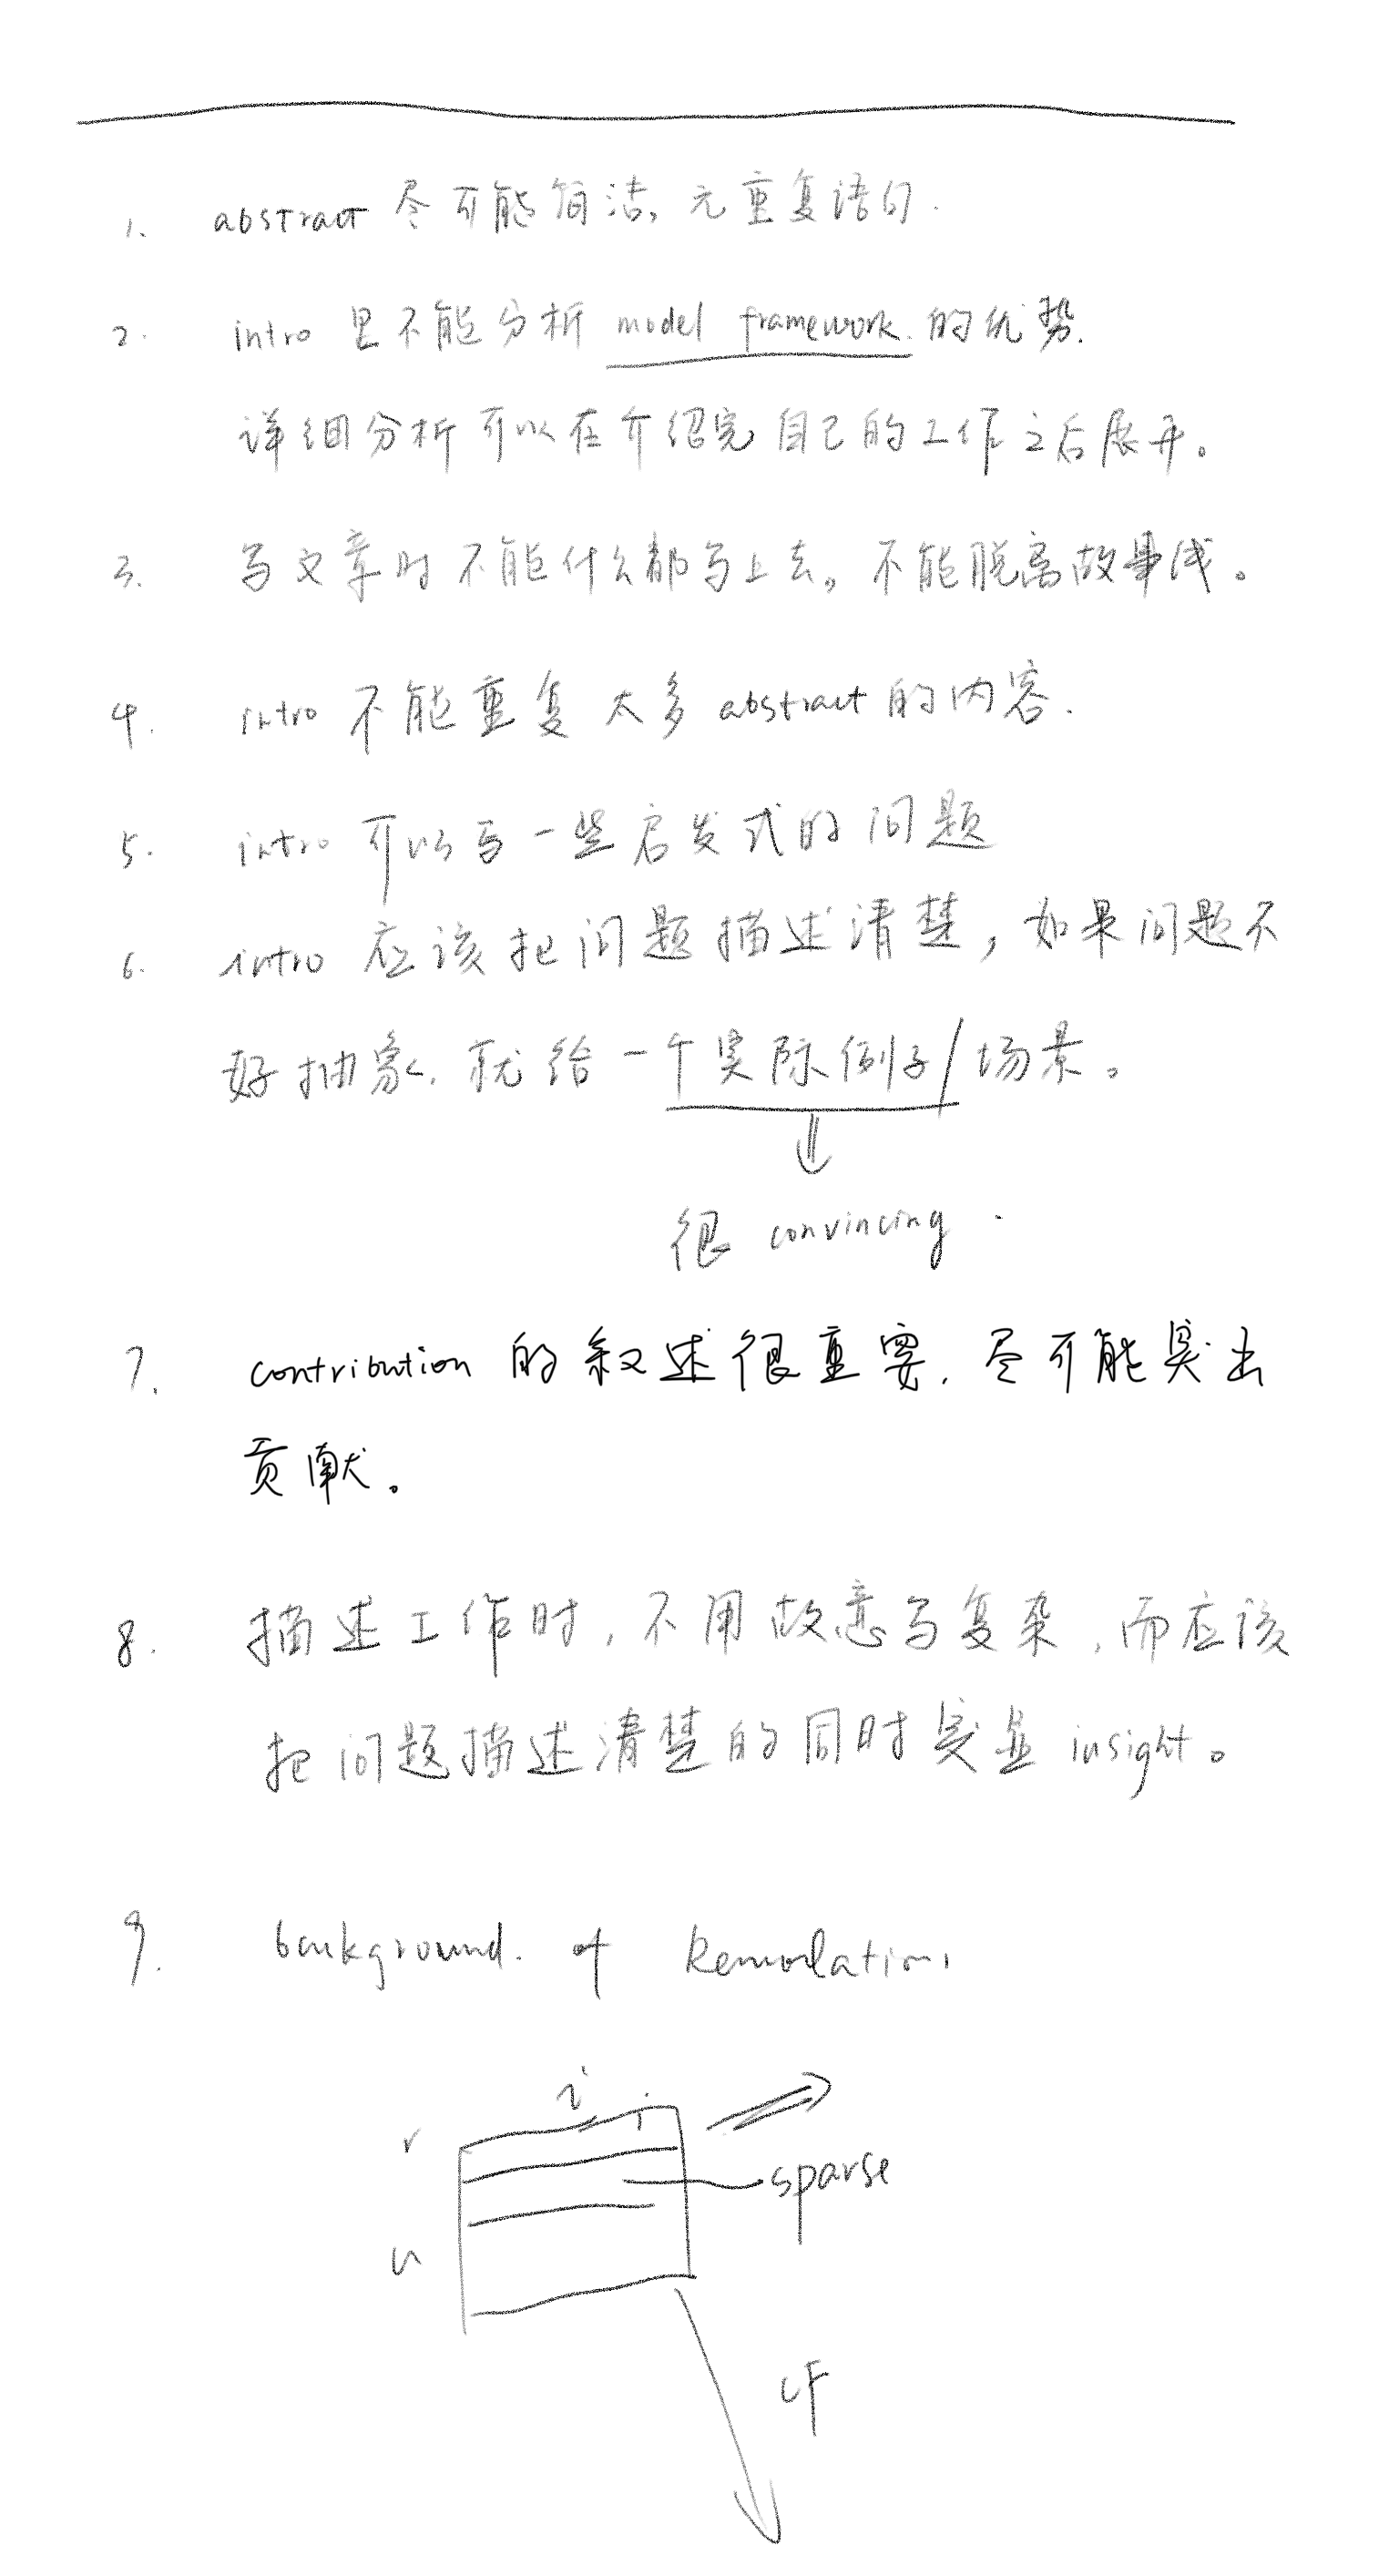 1. abstract 尽可能简洁，无重复语句.
2. intro 里不能分析 model framework 的优势.
详细分析可以在介绍完自己的工作之后展开。
3. 写文章时不能什么都写上去。不能脱离故事线。
4. intro 不能重复太多 abstract 的内容.
5. intro 可以写一些启发式的问题
6. intro 应该把问题描述清楚，如果问题不
好抽象，就给一个实际例子/场景。
很 convincing.
7. contribution 的叙述很重要，尽可能突出
贡献。
8. 描述工作时，不用故意写复杂，而应该
把问题描述清楚的同时突显 insight。
9. background of
i j
r
sparse
u
CF